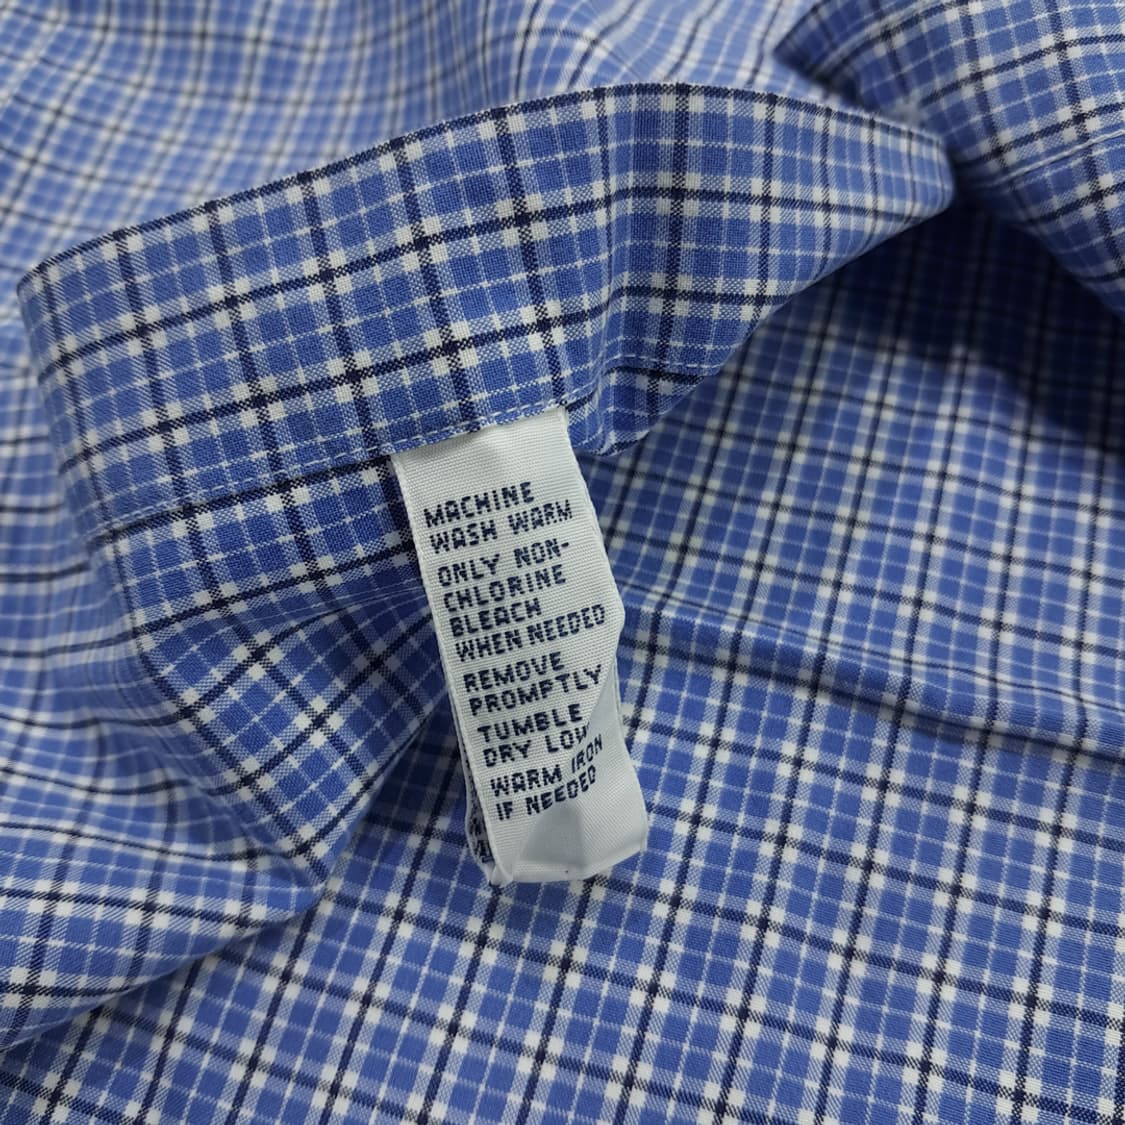 MACHINE
WASH WARM
ONLY NON-
CHLORINE
BLEACH
WHEN NEEDED
REMOVE
PROMPTLY
TUMBLE
DRY LOW
WARM IRON
IF NEEDED